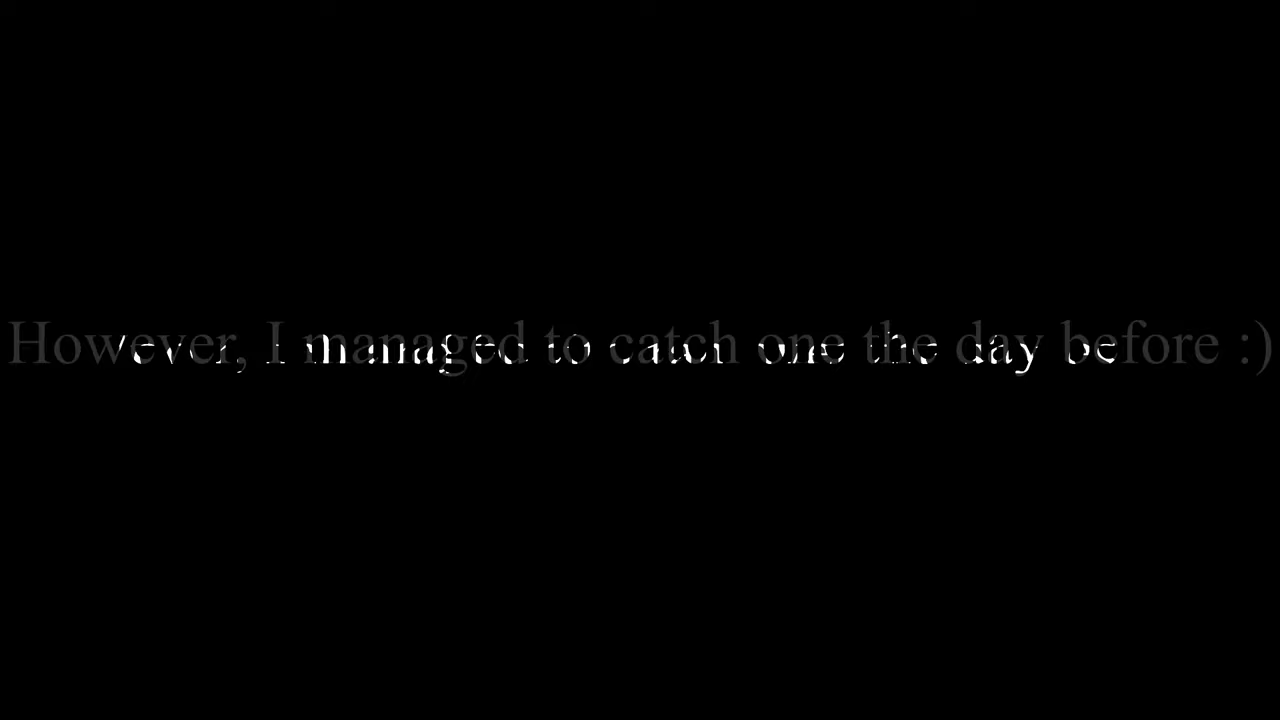 However, I managed to catch one the day before :)